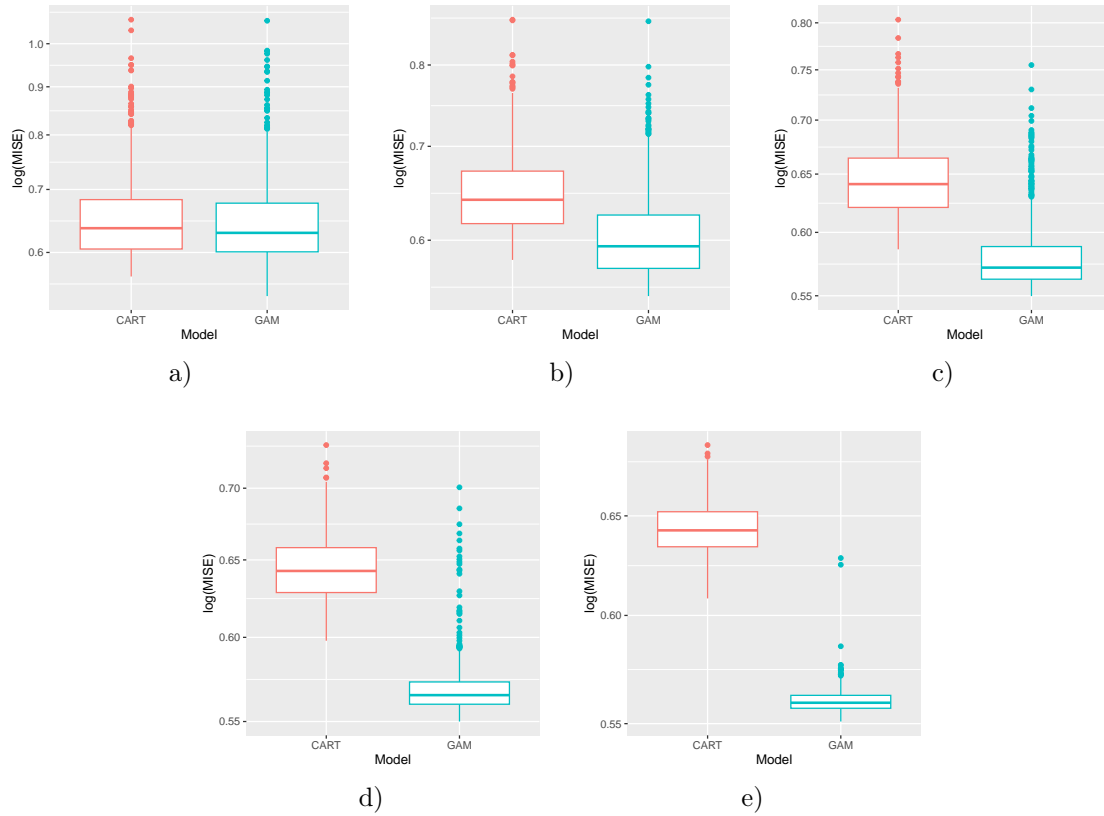 log(MISE)
1.0
0.9
0.8
0.7
0.6
CART
GAM
Model
a)
log(MISE)
0.8
0.7
0.6
CART
GAM
Model
b)
log(MISE)
0.80
0.75
0.70
0.65
0.60
0.55
CART
GAM
Model
c)
log(MISE)
0.70
0.65
0.60
0.55
CART
GAM
Model
d)
log(MISE)
0.65
0.60
0.55
CART
GAM
Model
e)